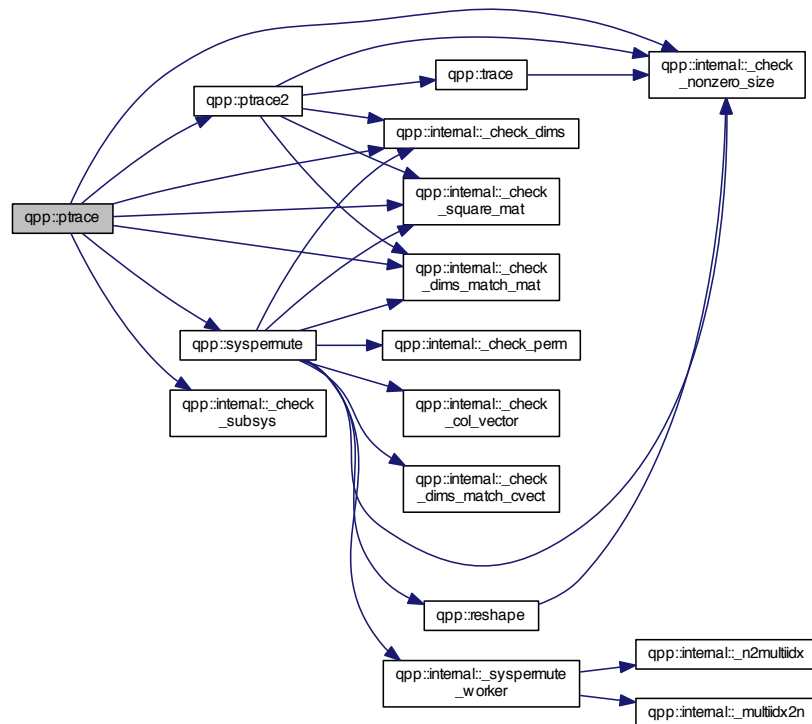 qpp::internal::_check
_nonzero_size
qpp::trace
qpp::ptrace2
qpp::internal::_check_dims
qpp::internal::_check
_square_mat
qpp::ptrace
qpp::internal::_check
_dims_match_mat
qpp::syspermute
qpp::internal::_check_perm
qpp::internal::_check
_subsys
qpp::internal::_check
_col_vector
qpp::internal::_check
_dims_match_cvect
qpp::reshape
qpp::internal::_n2multiidx
qpp::internal::_syspermute
_worker
qpp::internal::_multiidx2n